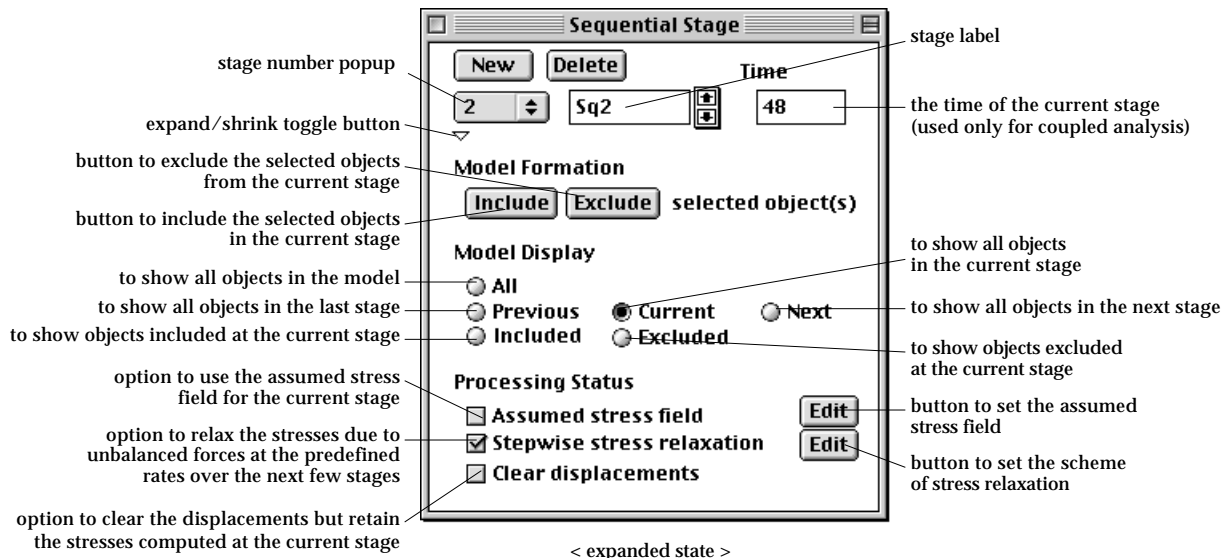 Sequential Stage
stage label
New
Delete
Time
stage number popup
2
Sq2
48
the time of the current stage
(used only for coupled analysis)
expand/shrink toggle button
button to exclude the selected objects
from the current stage
Model Formation
Include
Exclude
selected object(s)
button to include the selected objects
in the current stage
Model Display
to show all objects
in the current stage
to show all objects in the model
All
to show all objects in the last stage
Previous
Current
Next
to show all objects in the next stage
to show objects included at the current stage
Included
Excluded
to show objects excluded
at the current stage
option to use the assumed stress
field for the current stage
Processing Status
Assumed stress field
Edit
button to set the assumed
stress field
option to relax the stresses due to
unbalanced forces at the predefined
rates over the next few stages
Stepwise stress relaxation
Edit
button to set the scheme
of stress relaxation
Clear displacements
option to clear the displacements but retain
the stresses computed at the current stage
< expanded state >